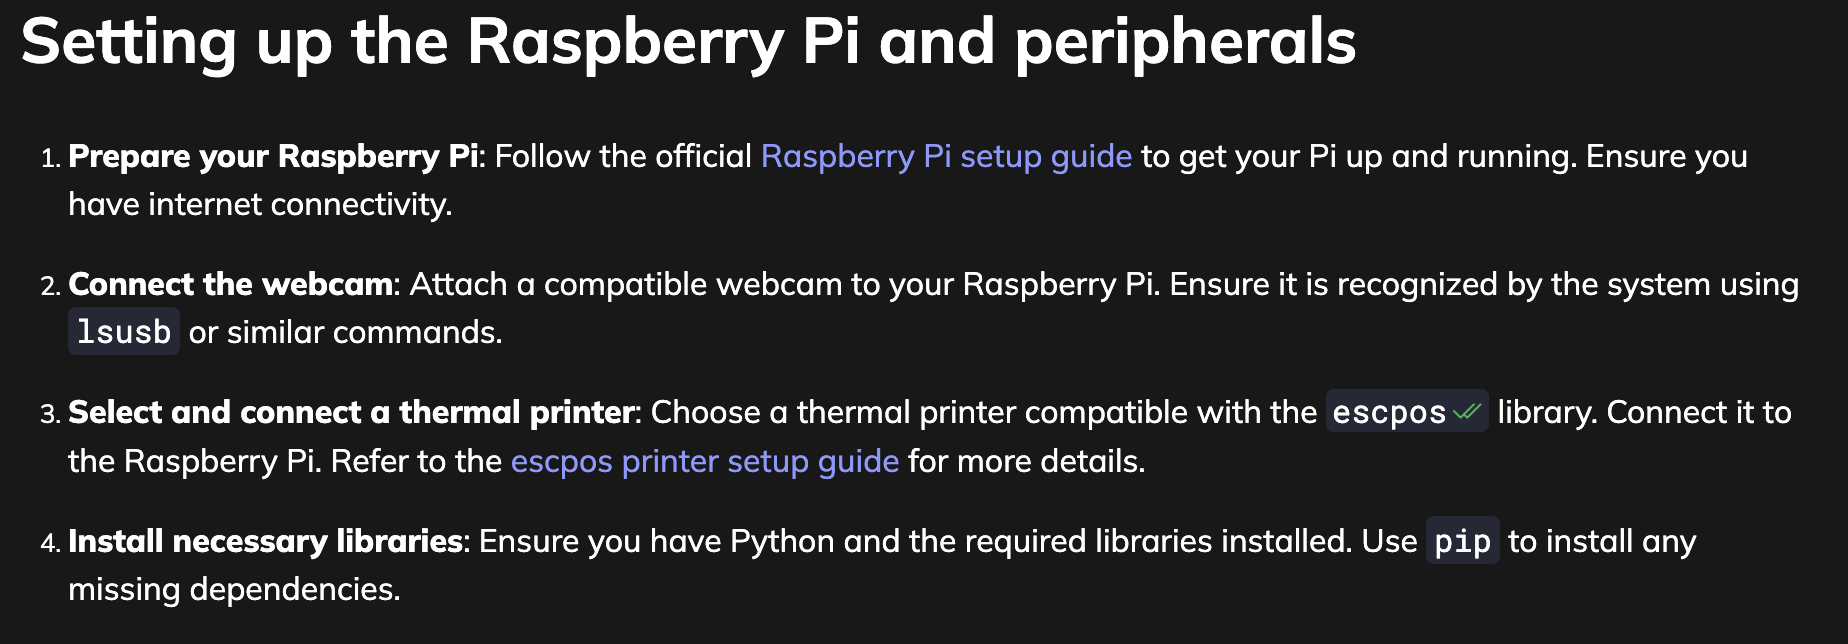 Setting up the Raspberry Pi and peripherals
1. Prepare your Raspberry Pi: Follow the official Raspberry Pi setup guide to get your Pi up and running. Ensure you
have internet connectivity.
2. Connect the webcam: Attach a compatible webcam to your Raspberry Pi. Ensure it is recognized by the system using
lsusb or similar commands.
3. Select and connect a thermal printer: Choose a thermal printer compatible with the escpos library. Connect it to
the Raspberry Pi. Refer to the escpos printer setup guide for more details.
4. Install necessary libraries: Ensure you have Python and the required libraries installed. Use pip to install any
missing dependencies.